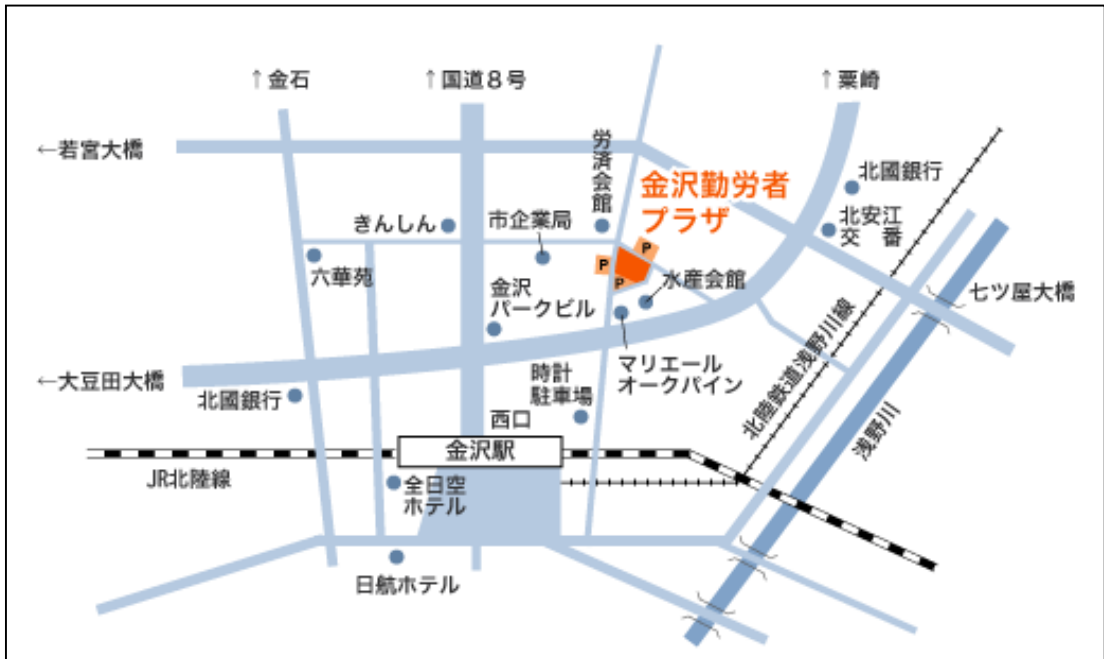 ↑金石
↑国道８号
↑粟崎
←若宮大橋
労済会館
金沢勤労者
プラザ
北國銀行
きんしん
市企業局
北安江
交　番
P
P
P
六華苑
金沢
パークビル
水産会館
七ツ屋大橋
マリエール
オークパイン
←大豆田大橋
北國銀行
時計
駐車場
北陸鉄道浅野川線
浅野川
西口
金沢駅
JR北陸線
全日空
ホテル
日航ホテル